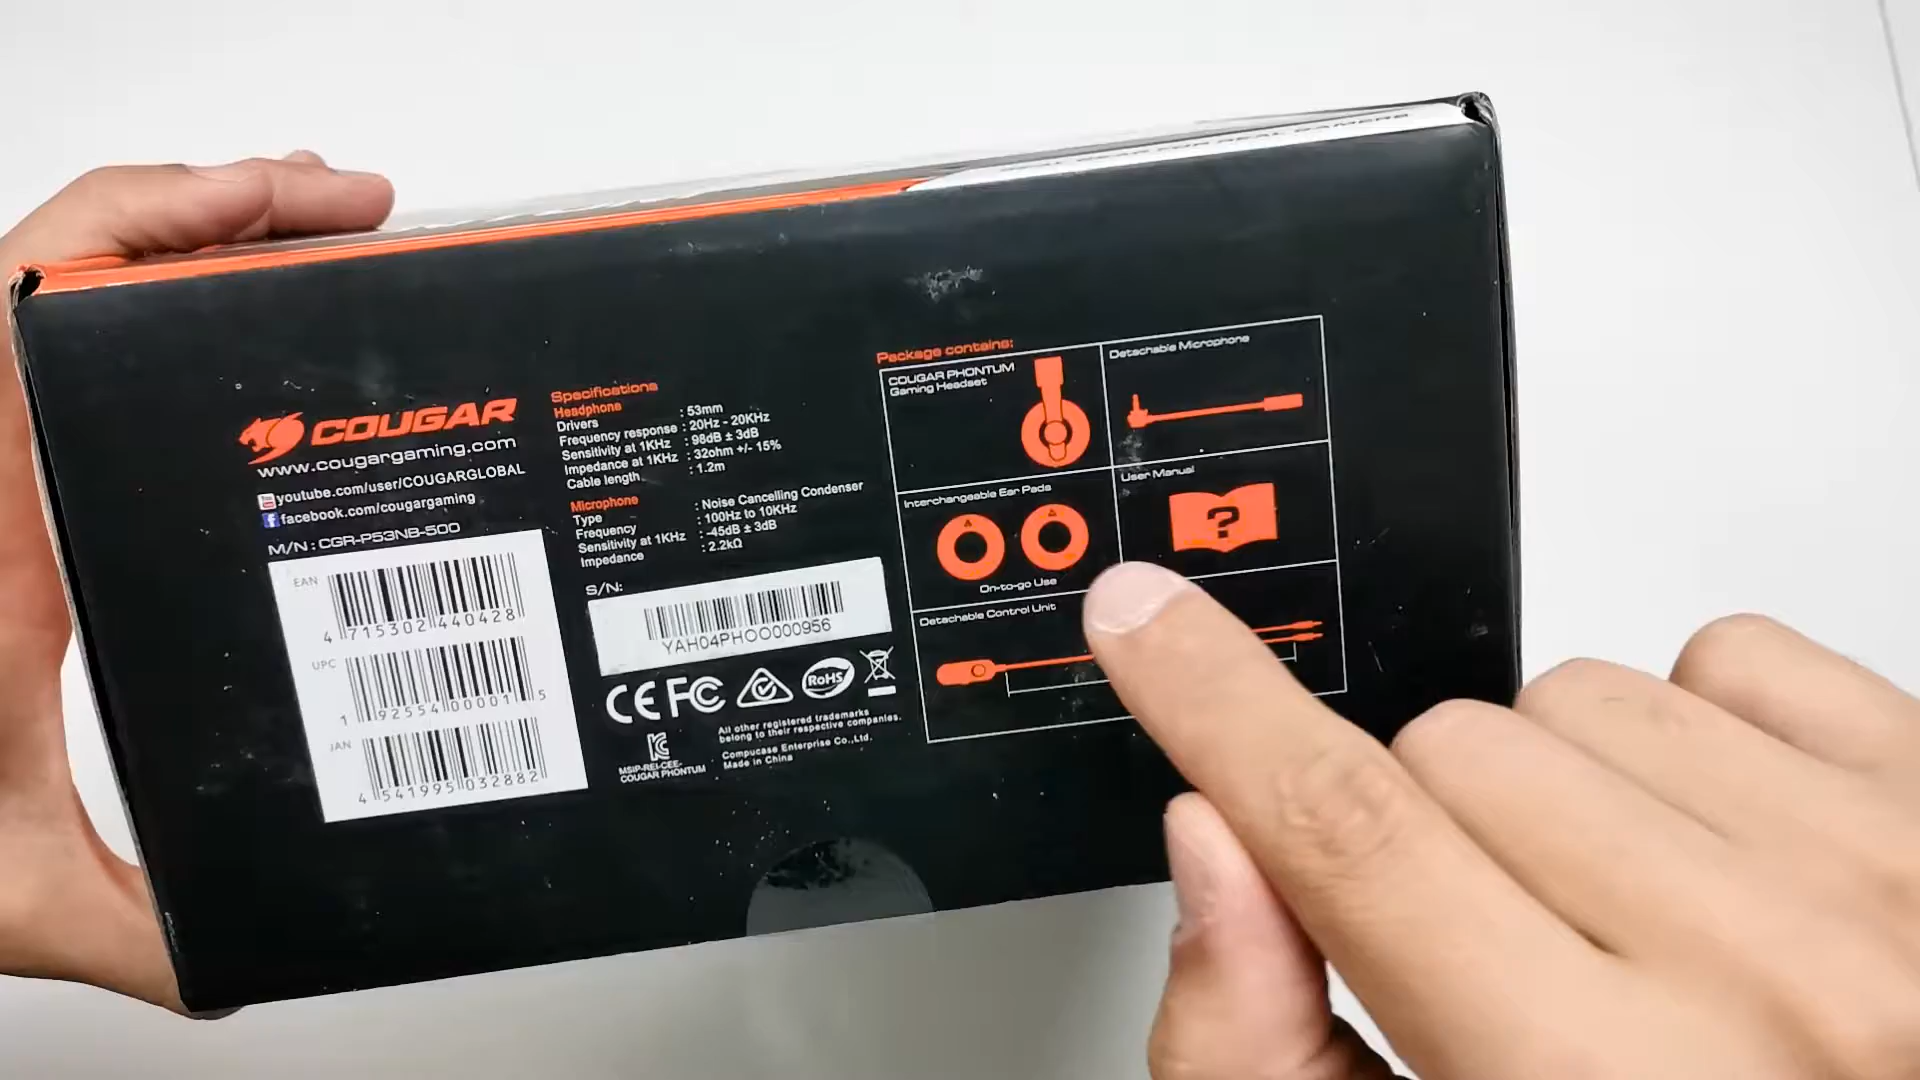 REAL GEAR FOR REAL GAMERS
COUGAR
www.cougargaming.com
youtube.com/user/COUGARGLOBAL
facebook.com/cougargaming
M/N : CGR-P53NB-500
EAN
4 715302 440428
UPC
1 92554 00001 5
JAN
4 541995 032882
Specifications
Headphone
Drivers : 53mm
Frequency response : 20Hz - 20KHz
Sensitivity at 1KHz : 98dB ± 3dB
Impedance at 1KHz : 32ohm +/- 15%
Cable length : 1.2m
Microphone
Type : Noise Cancelling Condenser
Frequency : 100Hz to 10KHz
Sensitivity at 1KHz : -45dB ± 3dB
Impedance : 2.2kΩ
S/N:
YAH04PHOO000956
CE FC RoHS
MSIP-REI-CEE-
COUGAR PHONTUM
All other registered trademarks
belong to their respective companies.
Compucase Enterprise Co.,Ltd.
Made in China
Package contains:
COUGAR PHONTUM
Gaming Headset
Detachable Microphone
Interchangeable Ear Pads
On-to-go Use
User Manual
?
Detachable Control Unit